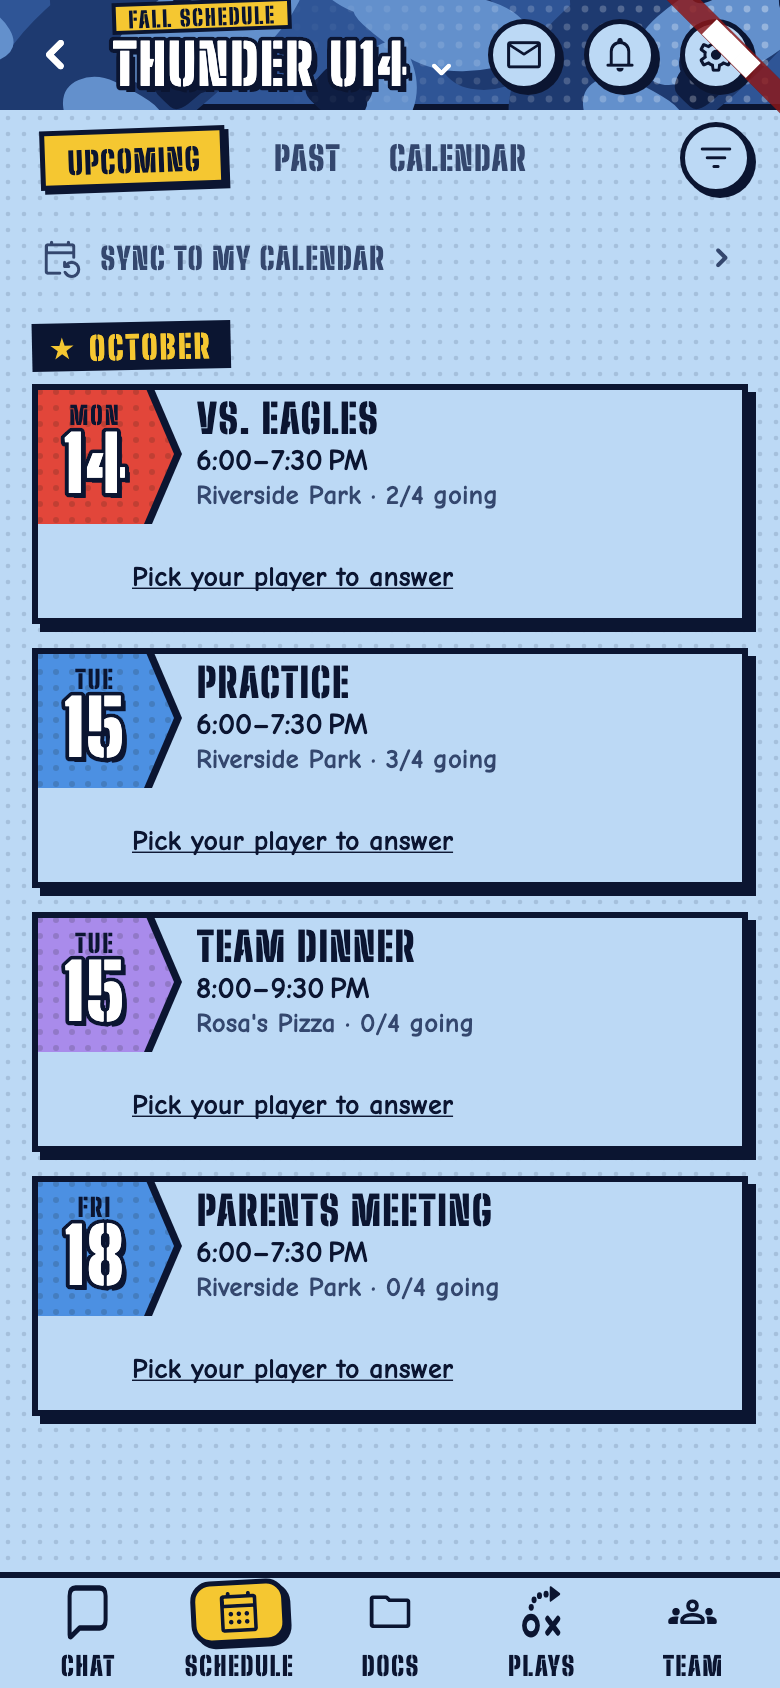 FALL SCHEDULE
THUNDER U14
UPCOMING
PAST
CALENDAR
SYNC TO MY CALENDAR
★ OCTOBER
MON
14
VS. EAGLES
6:00–7:30 PM
Riverside Park · 2/4 going
Pick your player to answer
TUE
15
PRACTICE
6:00–7:30 PM
Riverside Park · 3/4 going
Pick your player to answer
TUE
15
TEAM DINNER
8:00–9:30 PM
Rosa's Pizza · 0/4 going
Pick your player to answer
FRI
18
PARENTS MEETING
6:00–7:30 PM
Riverside Park · 0/4 going
Pick your player to answer
CHAT
SCHEDULE
DOCS
PLAYS
TEAM